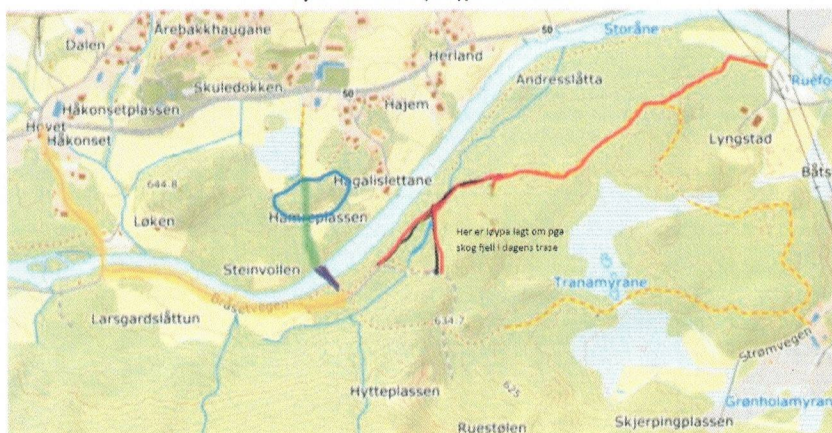 Årebakkhaugane
Dalen
50
Storåne
Herland
Skuledokken
Andresslåtta
50
Håkonsetplassen
Hajem
Hovet
Håkonset
Lyngstad
Hagalislettane
644.8
Løken
Hamreplassen
Her er løypa lagt om pga
skog fjell i dagens trase
Steinvollen
Tranamyrane
Bråsetvegen
Larsgardslåttun
634.7
Strømvegen
Hytteplassen
625
Ruestølen
Skjerpingplassen